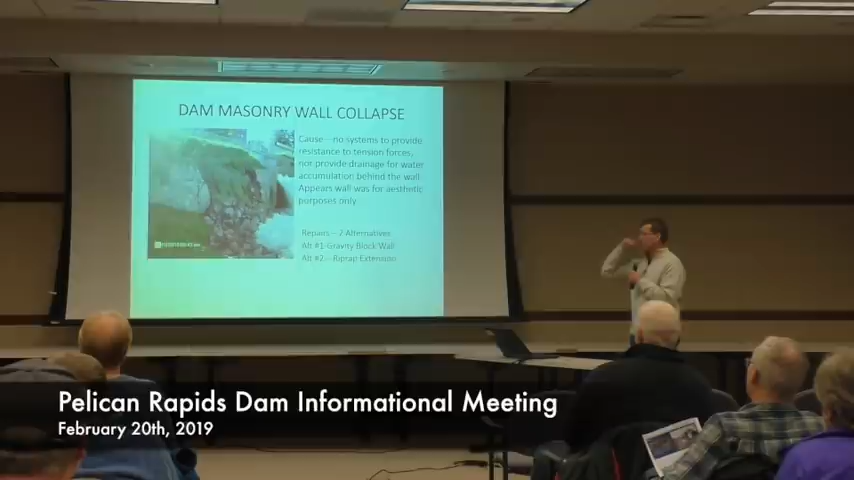 DAM MASONRY WALL COLLAPSE
Cause – no systems to provide
resistance to tension forces,
nor provide drainage for water
accumulation behind the wall.
Appears wall was for aesthetic
purposes only
Repairs – 2 Alternatives
Alt #1-Gravity Block Wall
Alt #2 – Riprap Extension
Pelican Rapids Dam Informational Meeting
February 20th, 2019